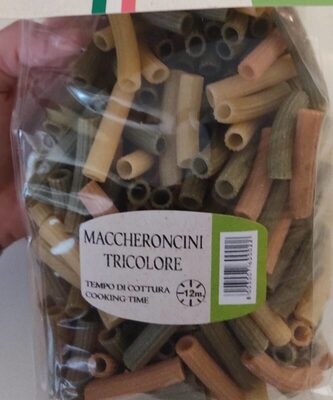 MACCHERONCINI
TRICOLORE
TEMPO DI COTTURA
COOKING TIME
12m